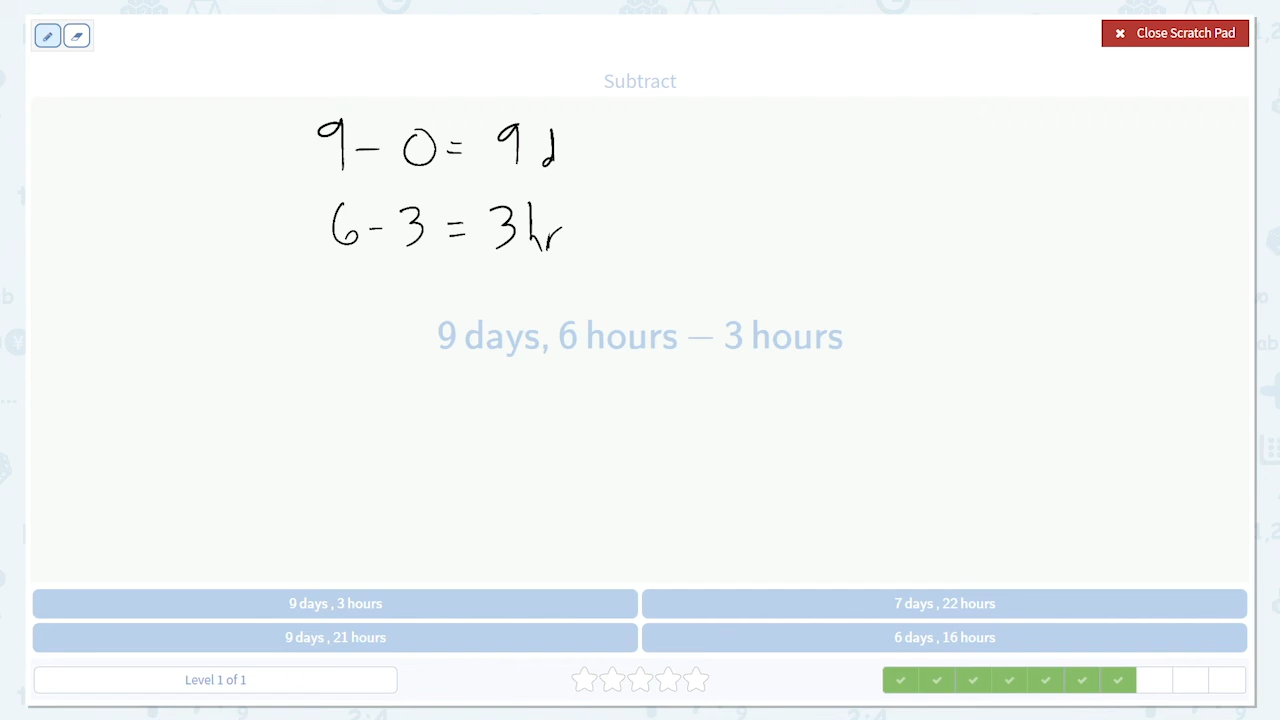 Close Scratch Pad
Subtract
9 - 0 = 9 d
6 - 3 = 3 hr
9 days, 6 hours — 3 hours
9 days , 3 hours
7 days , 22 hours
9 days , 21 hours
6 days , 16 hours
Level 1 of 1